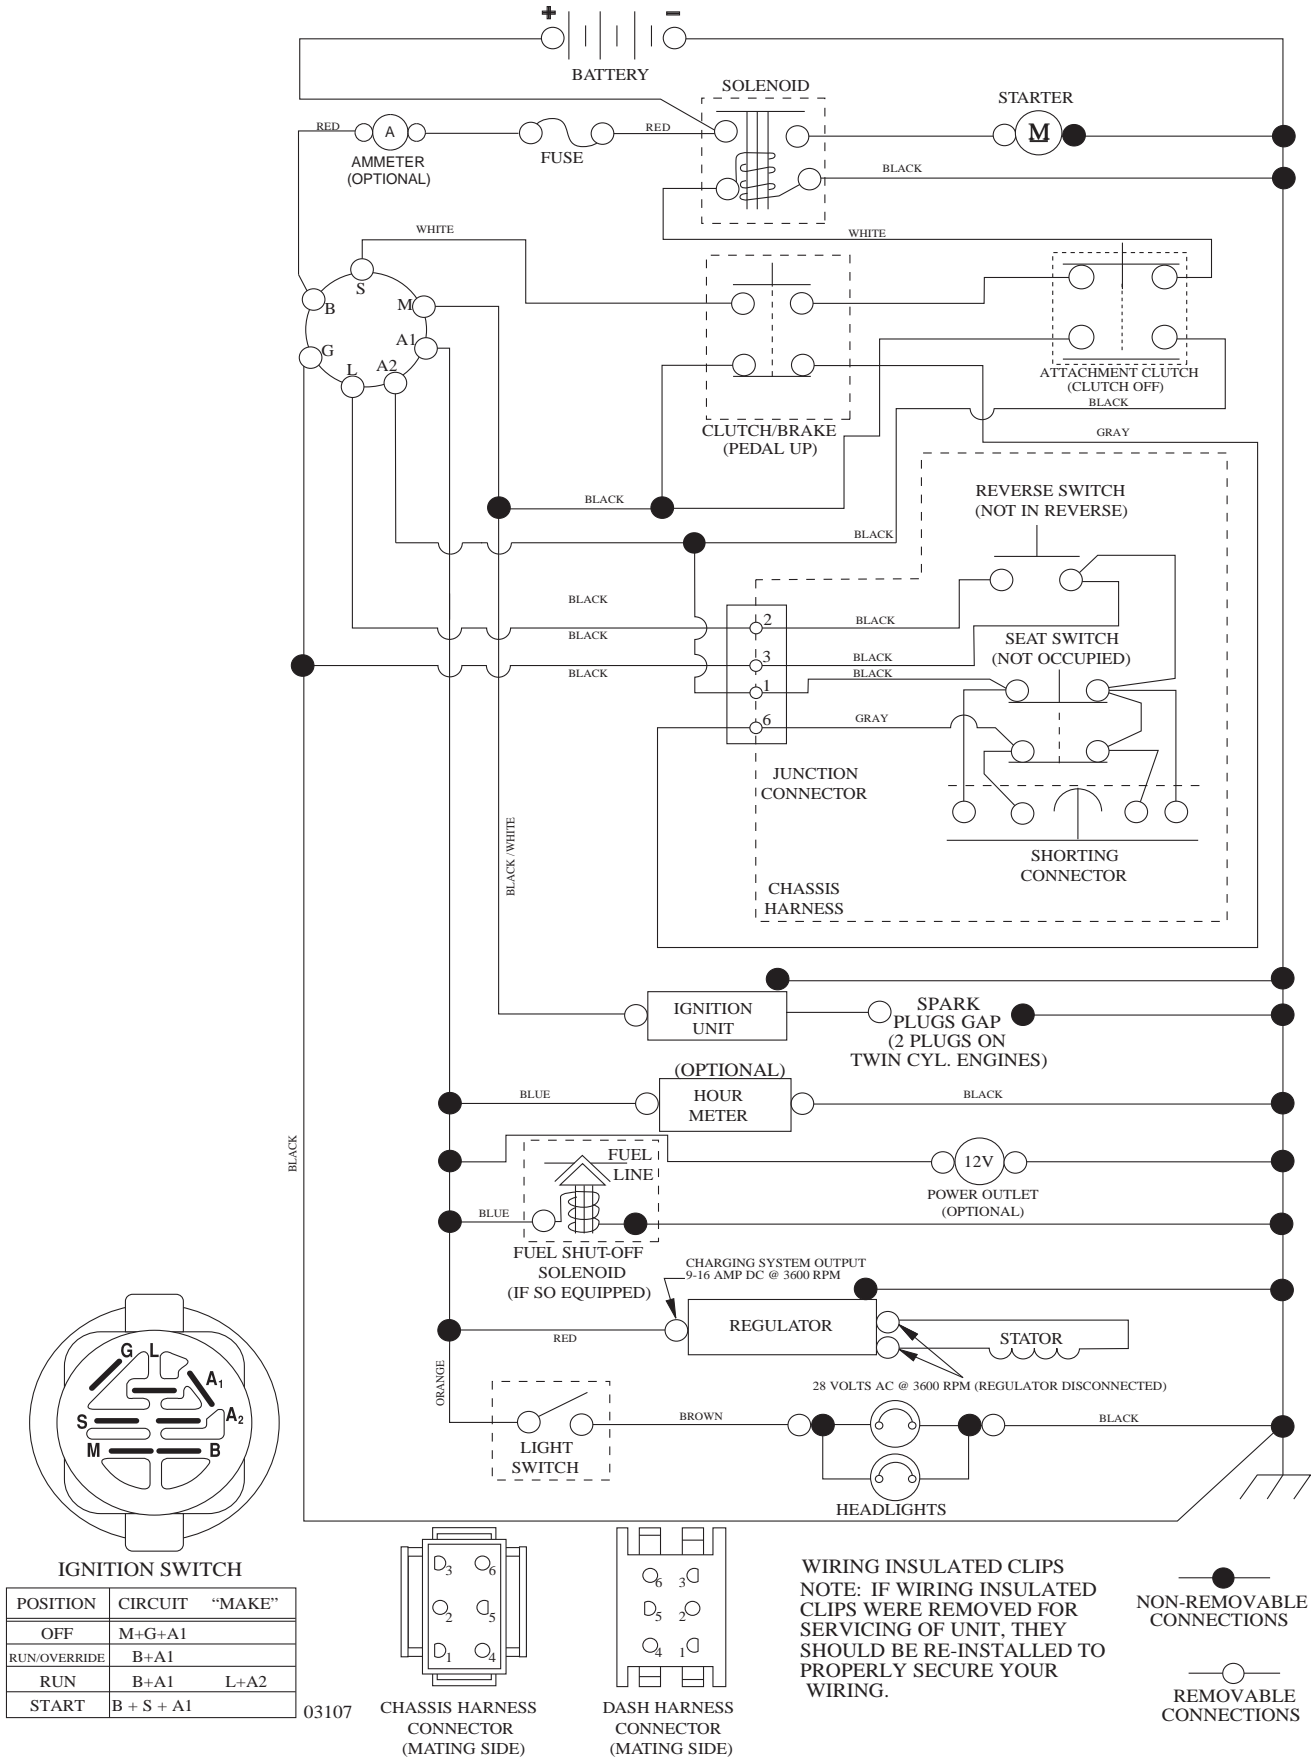 + −
BATTERY
SOLENOID
STARTER
RED
A
RED
M
AMMETER
(OPTIONAL)
FUSE
BLACK
WHITE
WHITE
S
B
M
A1
G
L
A2
ATTACHMENT CLUTCH
(CLUTCH OFF)
BLACK
CLUTCH/BRAKE
(PEDAL UP)
GRAY
BLACK
REVERSE SWITCH
(NOT IN REVERSE)
BLACK
BLACK
2
BLACK
BLACK
SEAT SWITCH
(NOT OCCUPIED)
3
BLACK
BLACK
BLACK
1
6
GRAY
JUNCTION
CONNECTOR
BLACK /WHITE
SHORTING
CONNECTOR
CHASSIS
HARNESS
IGNITION
UNIT
SPARK
PLUGS GAP
(2 PLUGS ON
TWIN CYL. ENGINES)
(OPTIONAL)
HOUR
METER
BLUE
BLACK
BLACK
FUEL
LINE
12V
POWER OUTLET
(OPTIONAL)
BLUE
FUEL SHUT-OFF
SOLENOID
(IF SO EQUIPPED)
CHARGING SYSTEM OUTPUT
9-16 AMP DC @ 3600 RPM
REGULATOR
STATOR
RED
28 VOLTS AC @ 3600 RPM (REGULATOR DISCONNECTED)
ORANGE
LIGHT
SWITCH
BROWN
BLACK
HEADLIGHTS
G L
A1
A2
S
M B
IGNITION SWITCH
POSITION CIRCUIT “MAKE”
OFF M+G+A1
RUN/OVERRIDE B+A1
RUN B+A1 L+A2
START B + S + A1
03107
3 6
2 5
1 4
CHASSIS HARNESS
CONNECTOR
(MATING SIDE)
6 3
5 2
4 1
DASH HARNESS
CONNECTOR
(MATING SIDE)
WIRING INSULATED CLIPS
NOTE: IF WIRING INSULATED
CLIPS WERE REMOVED FOR
SERVICING OF UNIT, THEY
SHOULD BE RE-INSTALLED TO
PROPERLY SECURE YOUR
WIRING.
NON-REMOVABLE
CONNECTIONS
REMOVABLE
CONNECTIONS